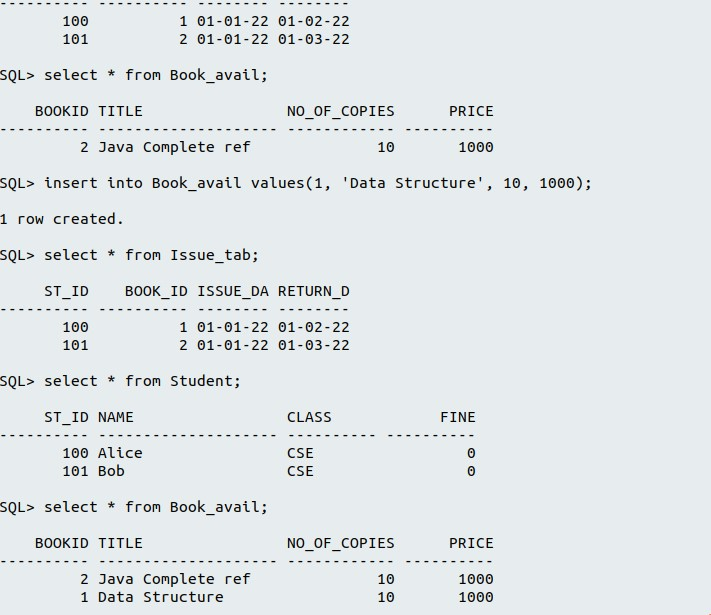 ---------- ---------- -------- --------
       100          1 01-01-22 01-02-22
       101          2 01-01-22 01-03-22
SQL> select * from Book_avail;
    BOOKID TITLE                NO_OF_COPIES      PRICE
---------- -------------------- ------------ ----------
         2 Java Complete ref              10       1000
SQL> insert into Book_avail values(1, 'Data Structure', 10, 1000);
1 row created.
SQL> select * from Issue_tab;
     ST_ID    BOOK_ID ISSUE_DA RETURN_D
---------- ---------- -------- --------
       100          1 01-01-22 01-02-22
       101          2 01-01-22 01-03-22
SQL> select * from Student;
     ST_ID NAME                 CLASS            FINE
---------- -------------------- ---------- ----------
       100 Alice                CSE                 0
       101 Bob                  CSE                 0
SQL> select * from Book_avail;
    BOOKID TITLE                NO_OF_COPIES      PRICE
---------- -------------------- ------------ ----------
         2 Java Complete ref              10       1000
         1 Data Structure                 10       1000